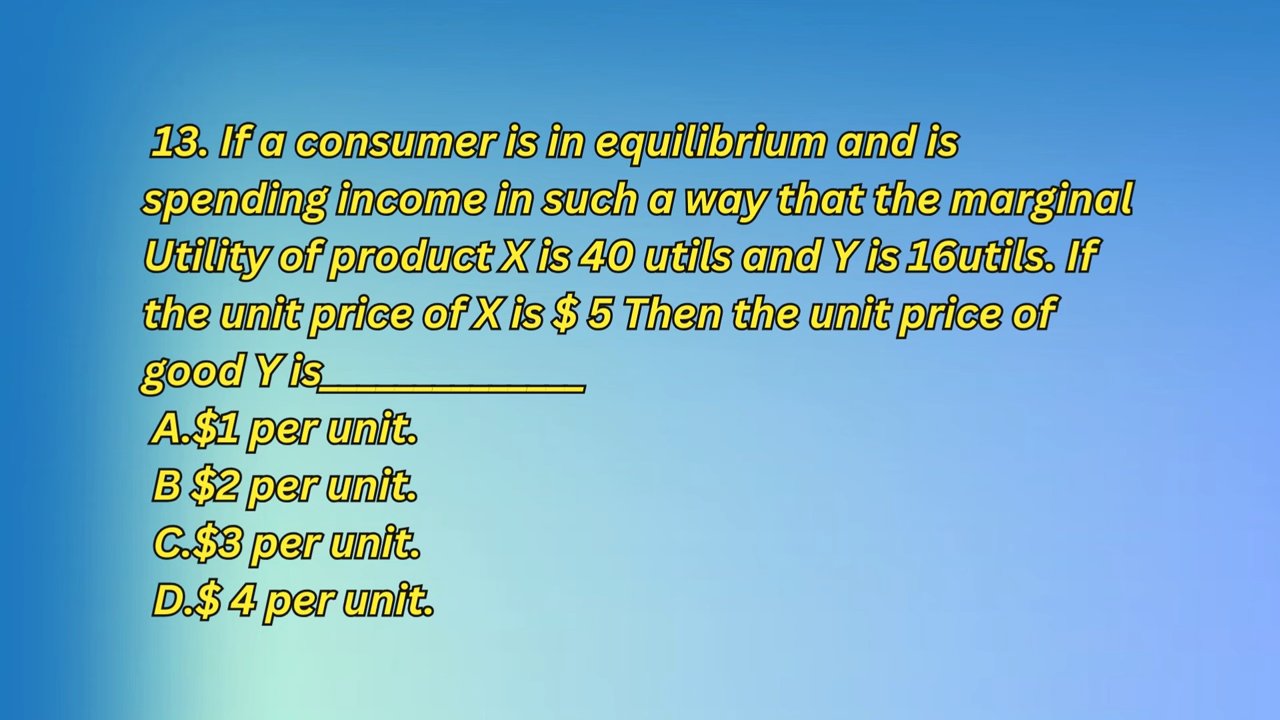 13. If a consumer is in equilibrium and is
spending income in such a way that the marginal
Utility of product X is 40 utils and Y is 16utils. If
the unit price of X is $ 5 Then the unit price of
good Y is______________
A.$1 per unit.
B $2 per unit.
C.$3 per unit.
D.$ 4 per unit.